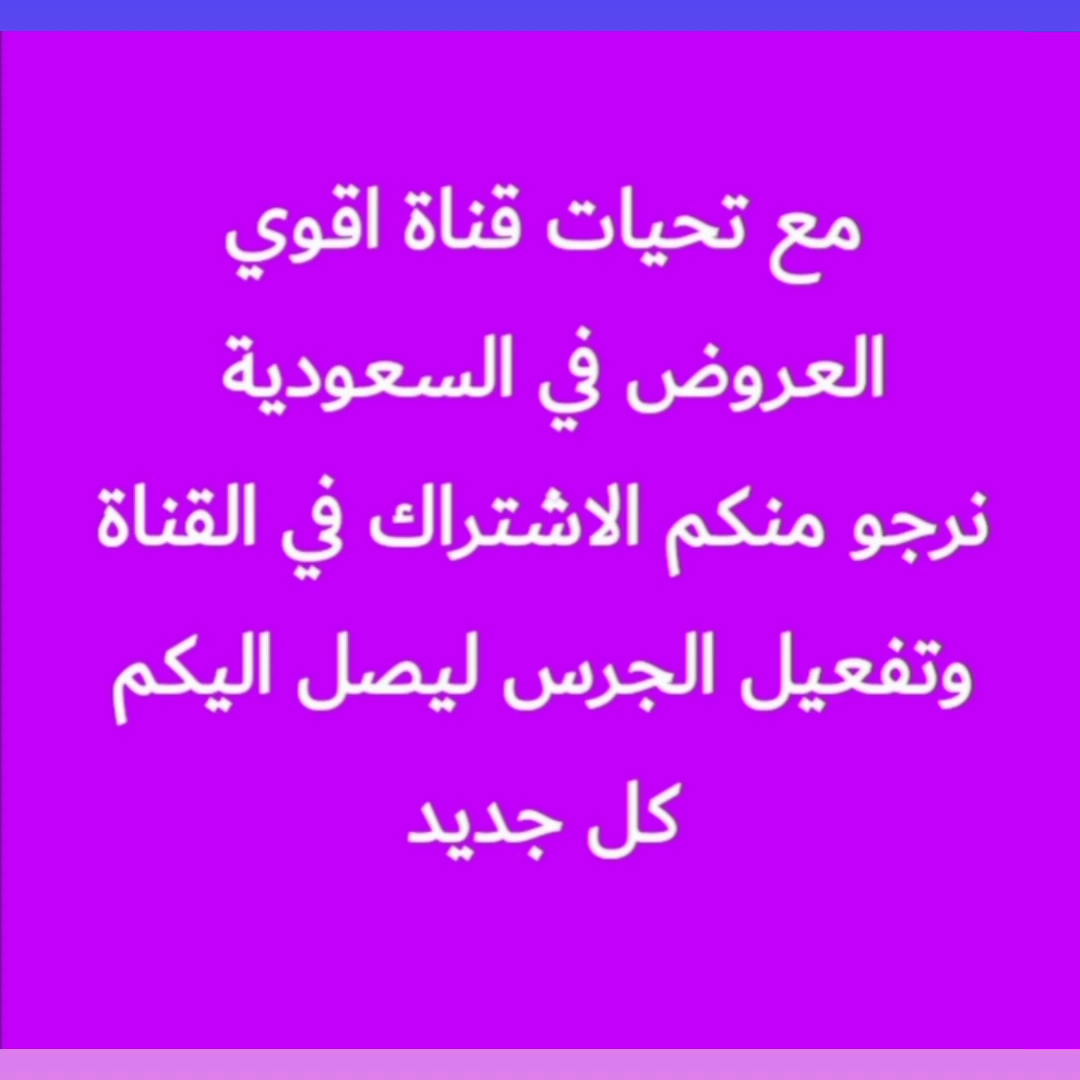 مع تحيات قناة اقوي
العروض في السعودية
نرجو منكم الاشتراك في القناة
وتفعيل الجرس ليصل اليكم
كل جديد